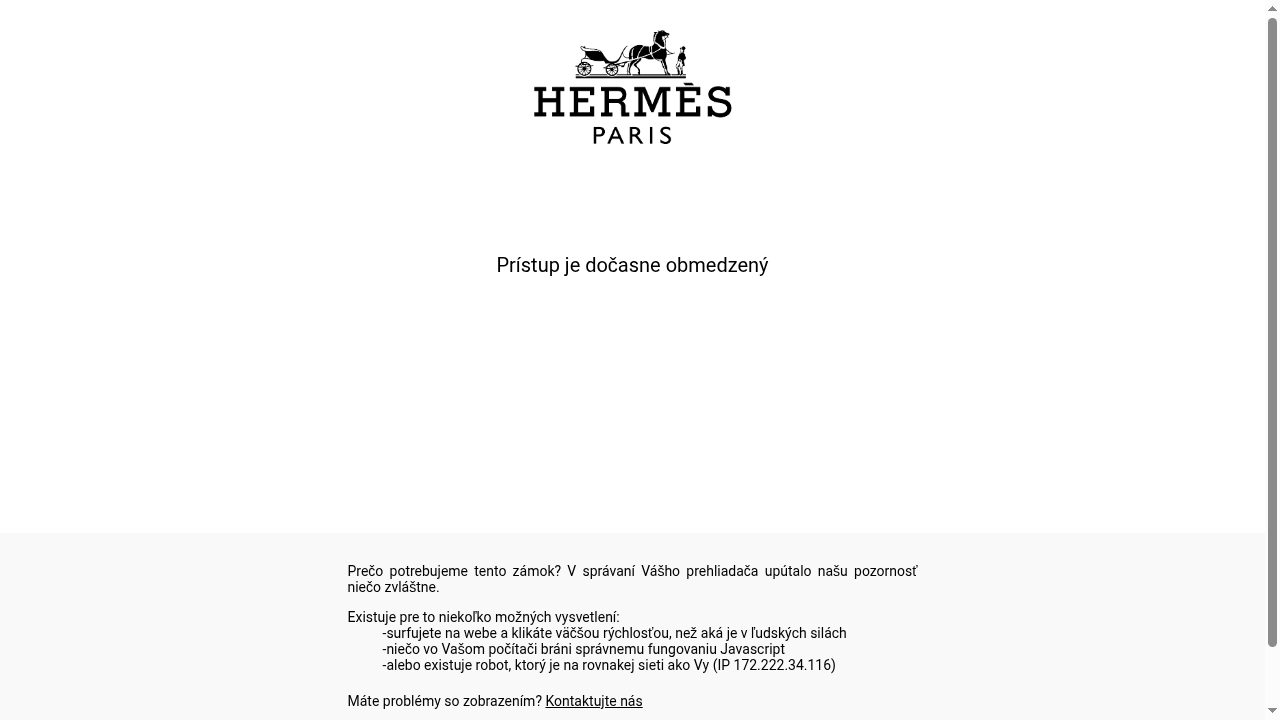 HERMÈS
PARIS
Prístup je dočasne obmedzený
Prečo potrebujeme tento zámok? V správaní Vášho prehliadača upútalo našu pozornosť
niečo zvláštne.
Existuje pre to niekoľko možných vysvetlení:
-surfujete na webe a klikáte väčšou rýchlosťou, než aká je v ľudských silách
-niečo vo Vašom počítači bráni správnemu fungovaniu Javascript
-alebo existuje robot, ktorý je na rovnakej sieti ako Vy (IP 172.222.34.116)
Máte problémy so zobrazením? Kontaktujte nás